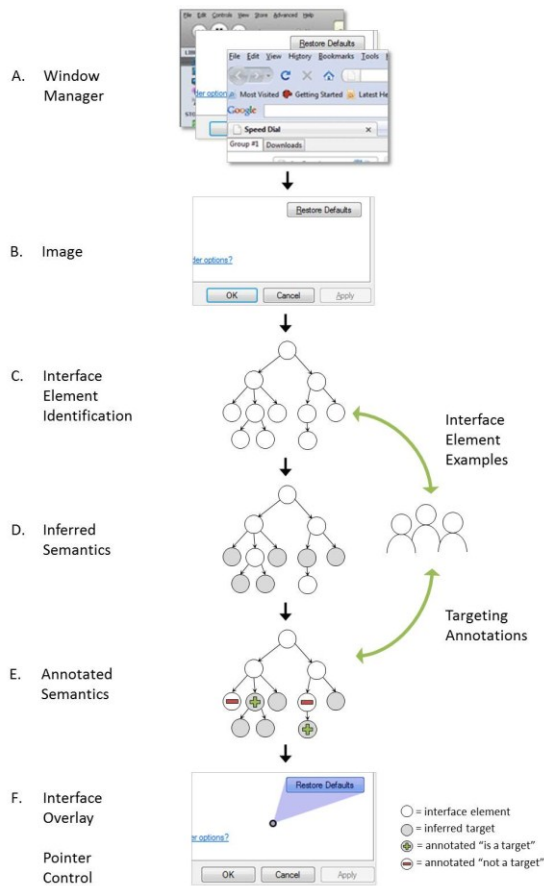 File Edit Controls View Store Advanced Help
Restore Defaults
File Edit View History Bookmarks Tools
Most Visited Getting Started Latest He
der options?
Google
Speed Dial
Group #1 Downloads
A. Window
Manager
Restore Defaults
B. Image
der options?
OK Cancel Apply
C. Interface
Element
Identification
Interface
Element
Examples
D. Inferred
Semantics
Targeting
Annotations
E. Annotated
Semantics
Restore Defaults
F. Interface
Overlay
r options?
Pointer
Control
OK Cancel Apply
= interface element
= inferred target
= annotated "is a target"
= annotated "not a target"